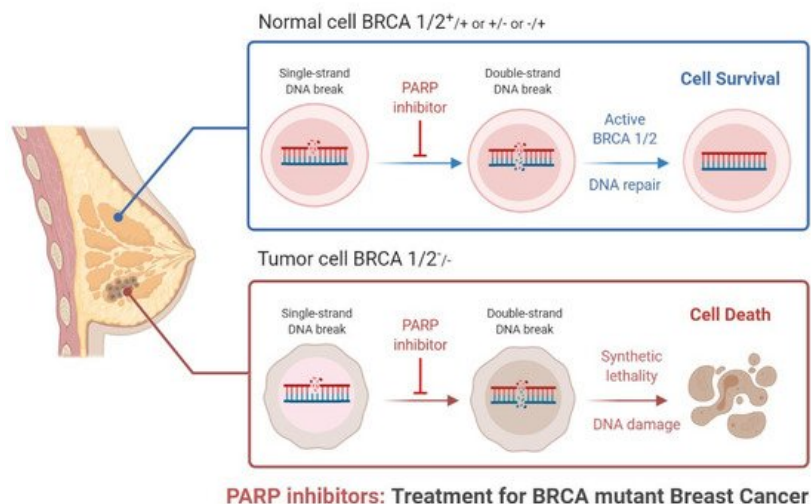 Normal cell BRCA 1/2⁺/+ or +/- or -/+
Single-strand
DNA break
PARP
inhibitor
Double-strand
DNA break
Active
BRCA 1/2
DNA repair
Cell Survival
Tumor cell BRCA 1/2⁻/-
Single-strand
DNA break
PARP
inhibitor
Double-strand
DNA break
Synthetic
lethality
DNA damage
Cell Death
PARP inhibitors: Treatment for BRCA mutant Breast Cancer